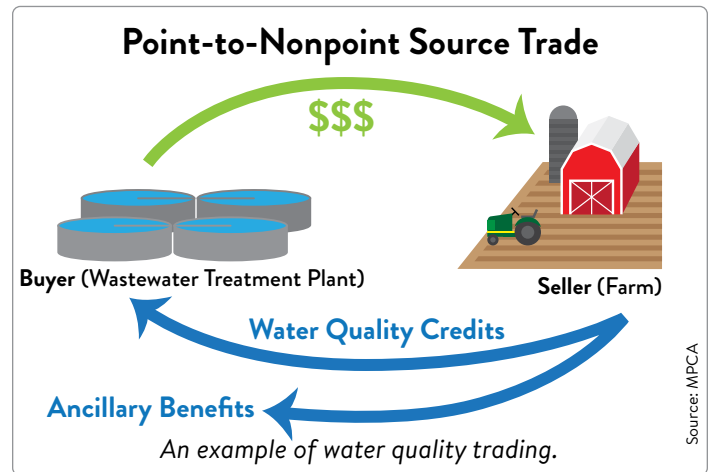 Point-to-Nonpoint Source Trade
$$$
Buyer (Wastewater Treatment Plant)
Seller (Farm)
Water Quality Credits
Ancillary Benefits
An example of water quality trading.
Source: MPCA